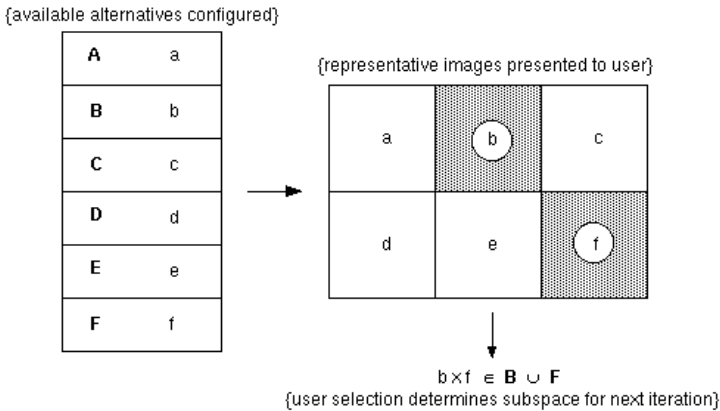 {available alternatives configured}
A a
B b
C c
D d
E e
F f
{representative images presented to user}
a b c
d e f
b x f ∈ B ∪ F
{user selection determines subspace for next iteration}